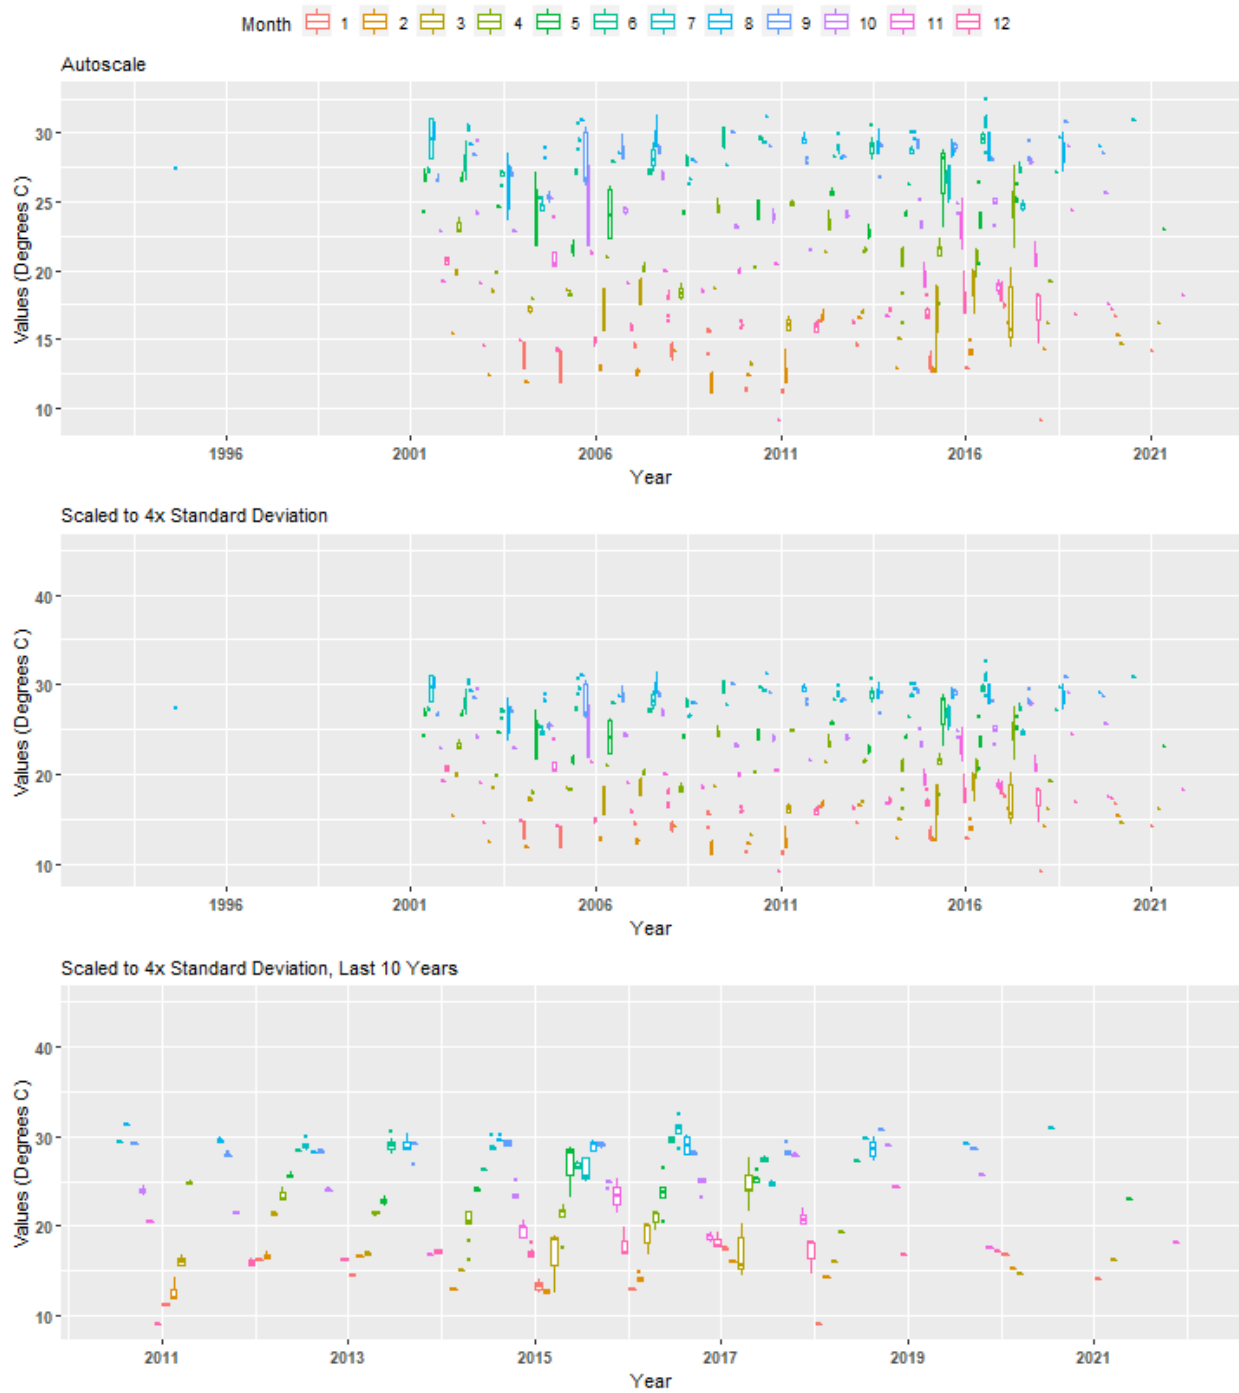 Month 1 2 3 4 5 6 7 8 9 10 11 12
Autoscale
Values (Degrees C)
30
25
20
15
10
1996 2001 2006 2011 2016 2021
Year
Scaled to 4x Standard Deviation
Values (Degrees C)
40
30
20
10
1996 2001 2006 2011 2016 2021
Year
Scaled to 4x Standard Deviation, Last 10 Years
Values (Degrees C)
40
30
20
10
2011 2013 2015 2017 2019 2021
Year